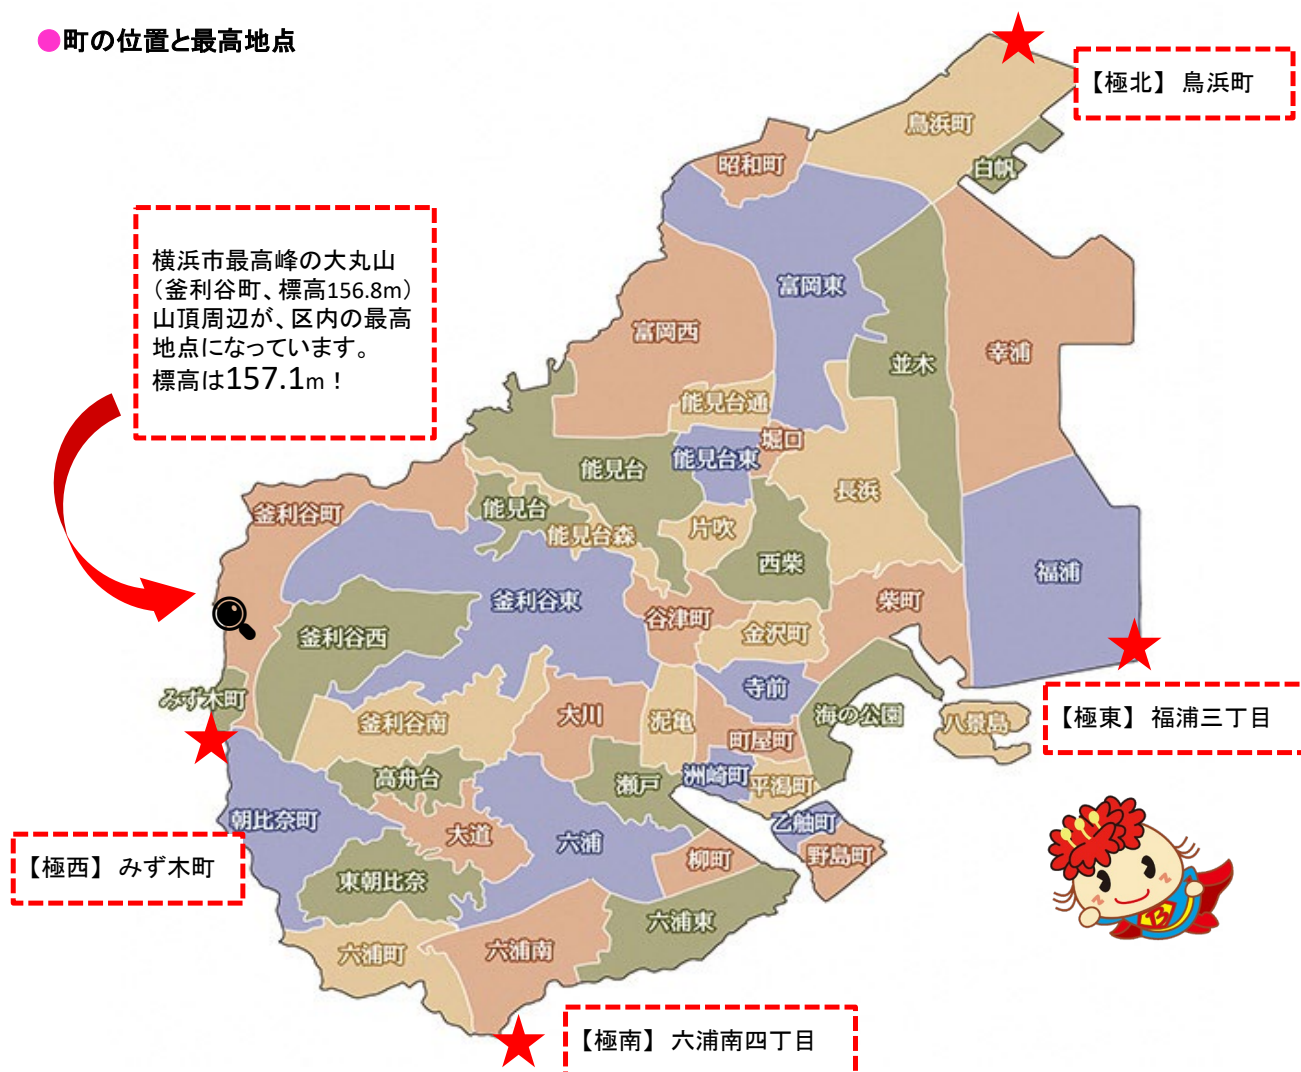 ●町の位置と最高地点
【極北】 鳥浜町
鳥浜町
昭和町
白帆
横浜市最高峰の大丸山
（釜利谷町、標高156.8m）
山頂周辺が、区内の最高
地点になっています。
標高は157.1m！
富岡東
富岡西
幸浦
並木
能見台通
堀口
能見台東
能見台
長浜
能見台
釜利谷町
片吹
能見台森
西柴
福浦
釜利谷東
柴町
谷津町
金沢町
釜利谷西
寺前
みず木町
海の公園
八景島
【極東】 福浦三丁目
大川
泥亀
釜利谷南
町屋町
洲崎町
高舟台
瀬戸
平潟町
朝比奈町
乙舳町
大道
六浦
柳町
野島町
【極西】 みず木町
東朝比奈
六浦東
六浦町
六浦南
【極南】 六浦南四丁目
B